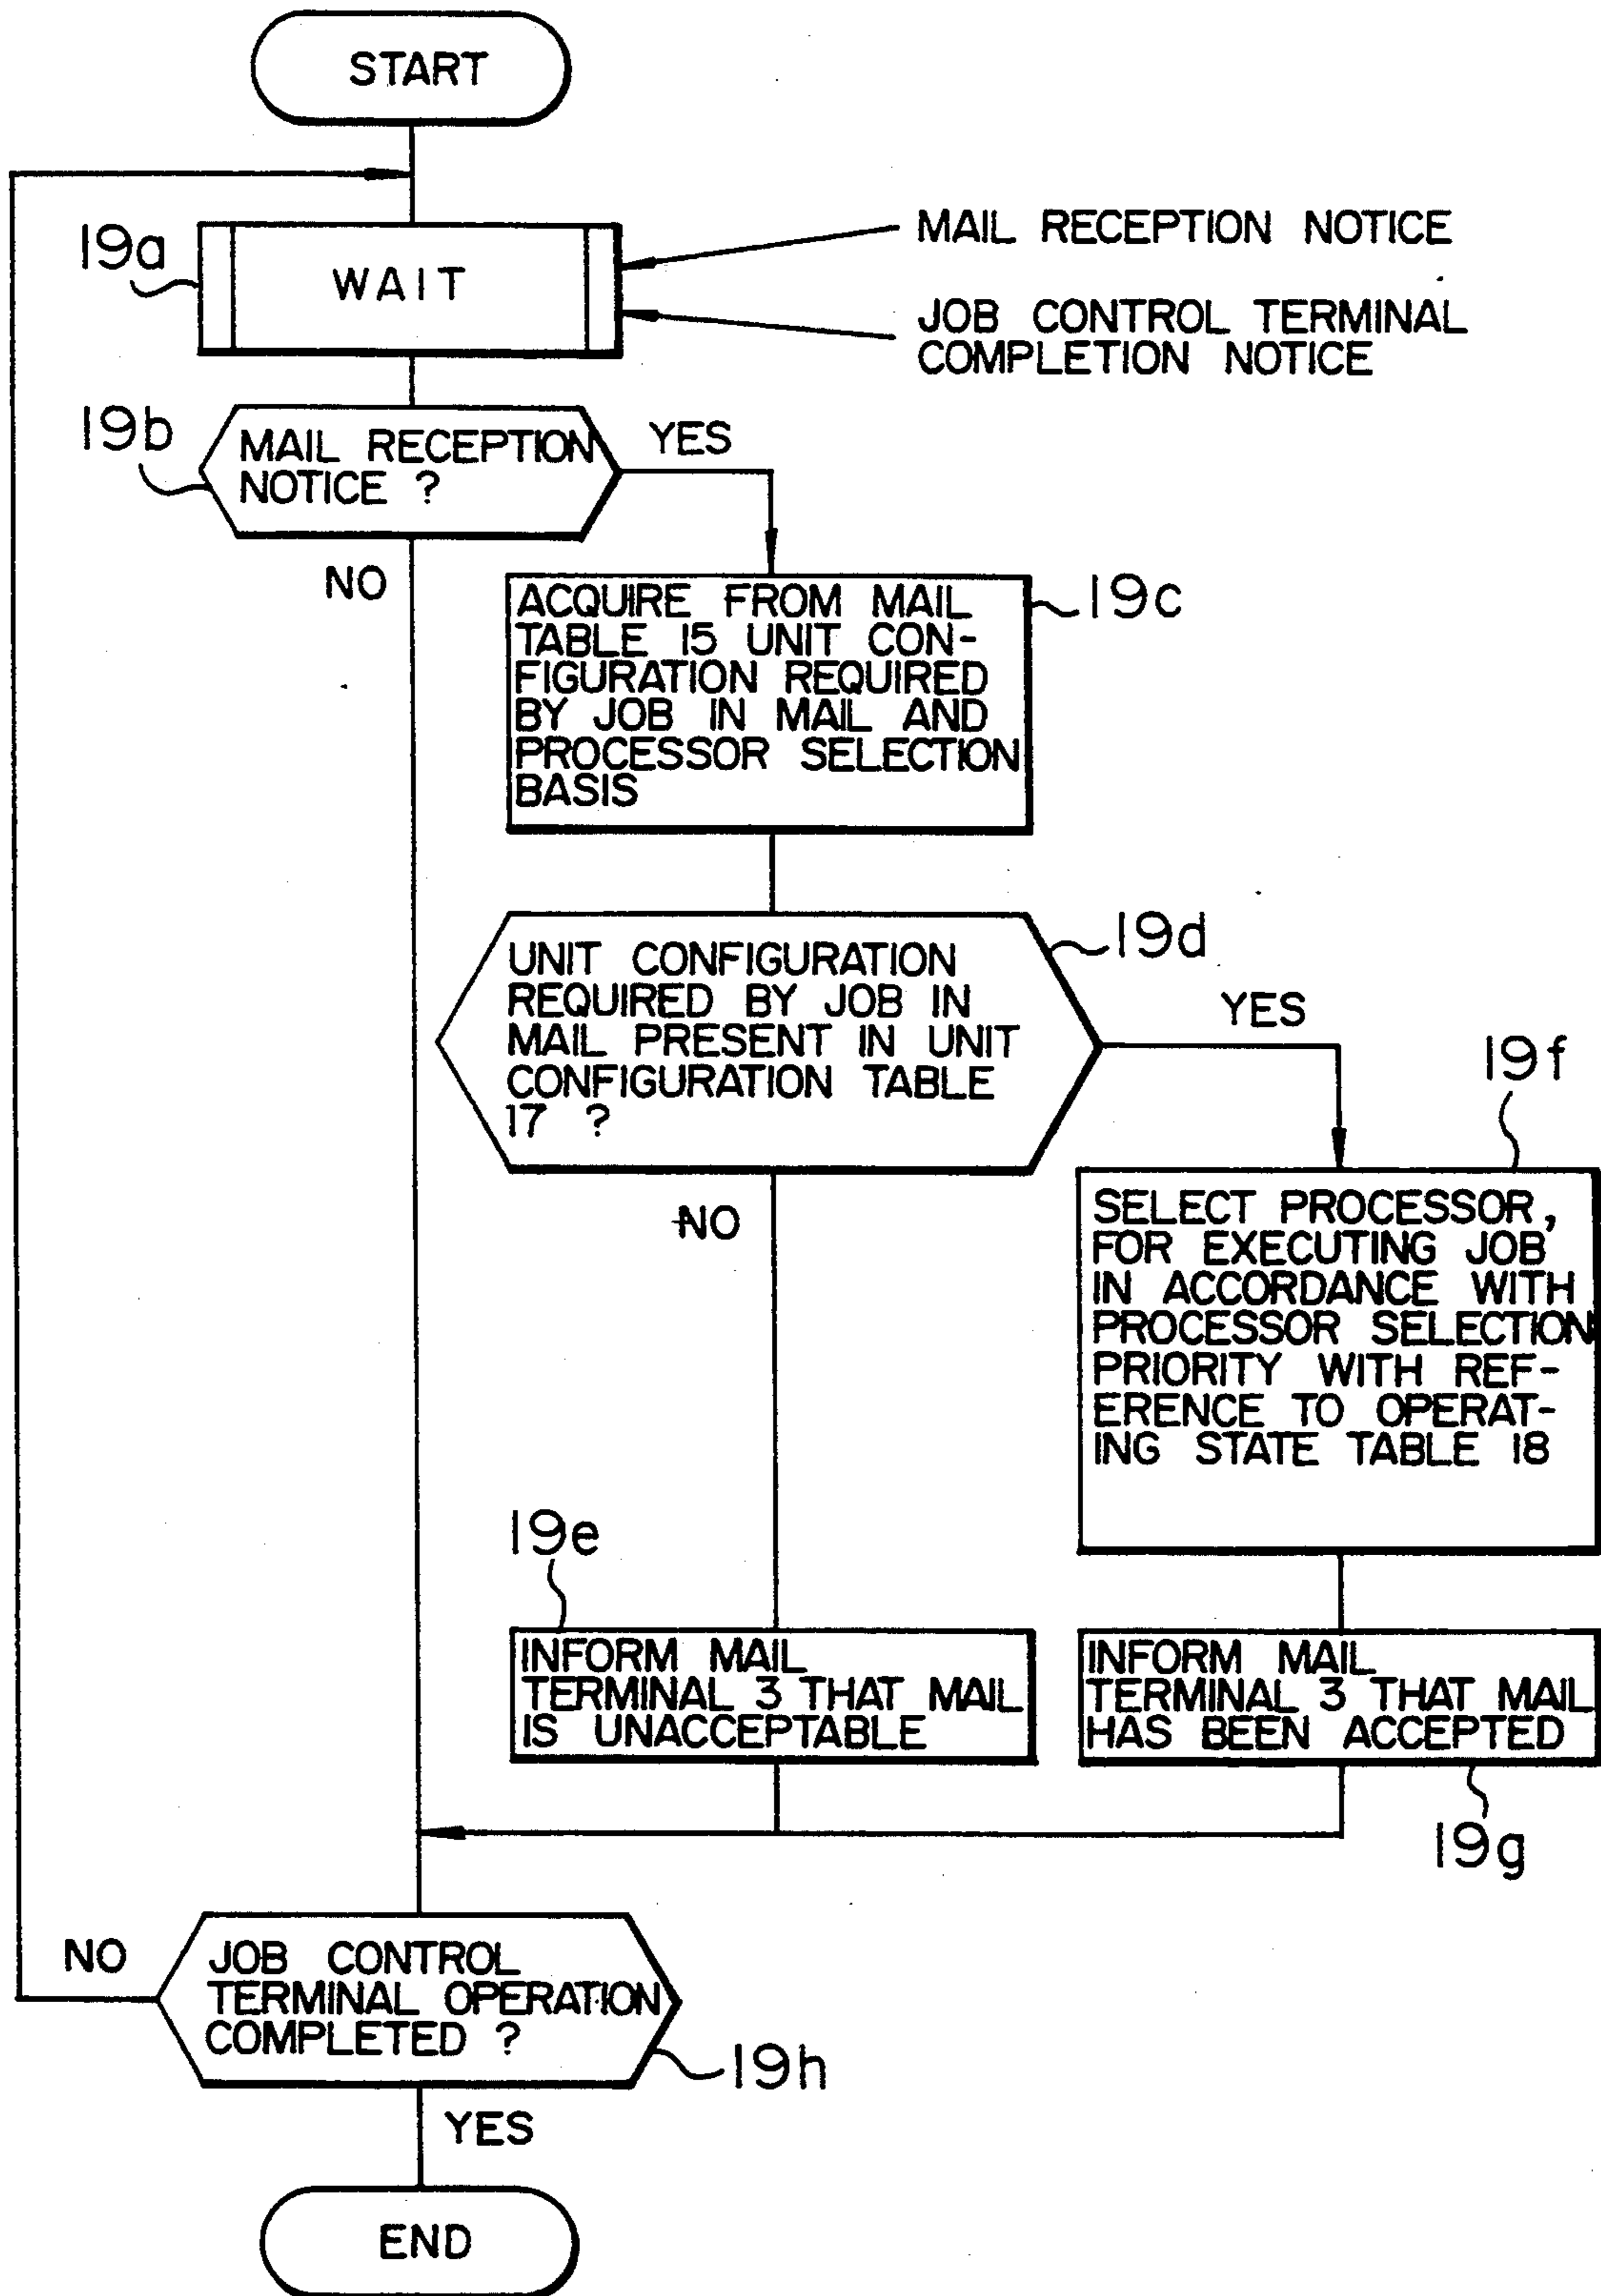 START
19a
WAIT
MAIL RECEPTION NOTICE
JOB CONTROL TERMINAL
COMPLETION NOTICE
19b
MAIL RECEPTION
NOTICE ?
YES
NO
ACQUIRE FROM MAIL
TABLE 15 UNIT CON-
FIGURATION REQUIRED
BY JOB IN MAIL AND
PROCESSOR SELECTION
BASIS
19c
UNIT CONFIGURATION
REQUIRED BY JOB IN
MAIL PRESENT IN UNIT
CONFIGURATION TABLE
17 ?
19d
YES
NO
19f
SELECT PROCESSOR,
FOR EXECUTING JOB
IN ACCORDANCE WITH
PROCESSOR SELECTION
PRIORITY WITH REF-
ERENCE TO OPERAT-
ING STATE TABLE 18
19e
INFORM MAIL
TERMINAL 3 THAT MAIL
IS UNACCEPTABLE
INFORM MAIL
TERMINAL 3 THAT MAIL
HAS BEEN ACCEPTED
19g
NO
JOB CONTROL
TERMINAL OPERATION
COMPLETED ?
19h
YES
END